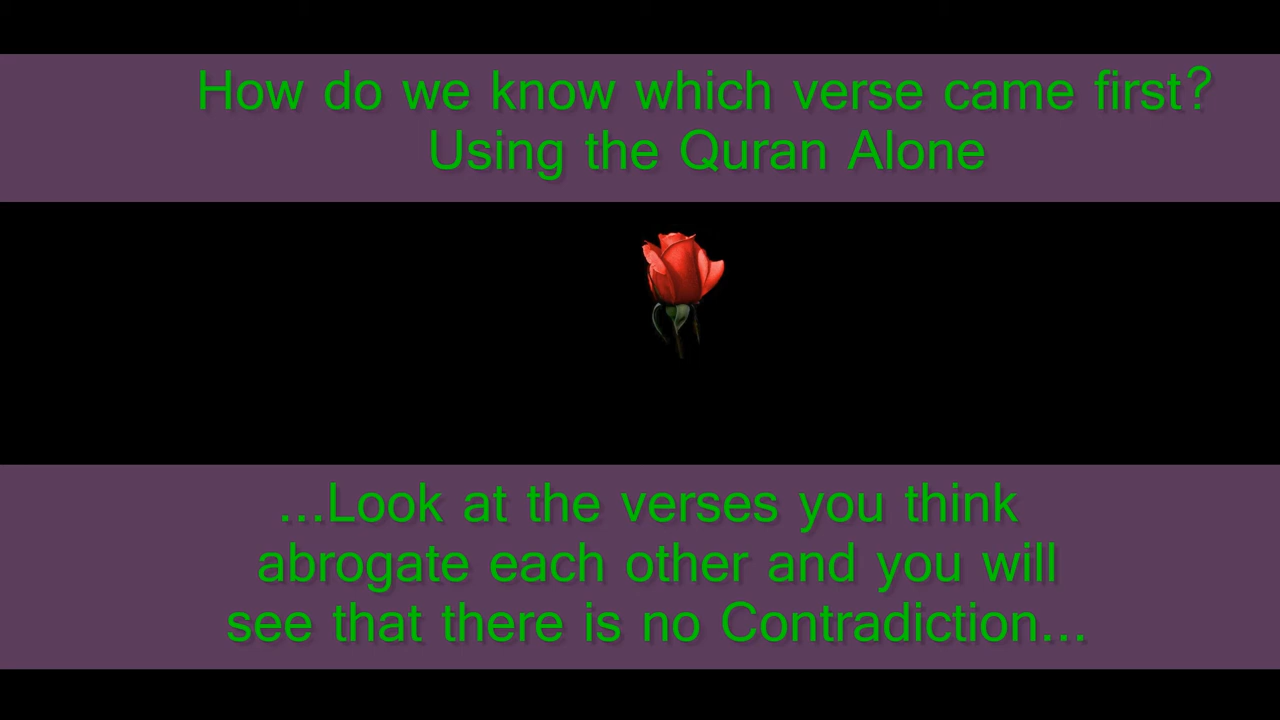 How do we know which verse came first?
Using the Quran Alone
...Look at the verses you think
abrogate each other and you will
see that there is no Contradiction...